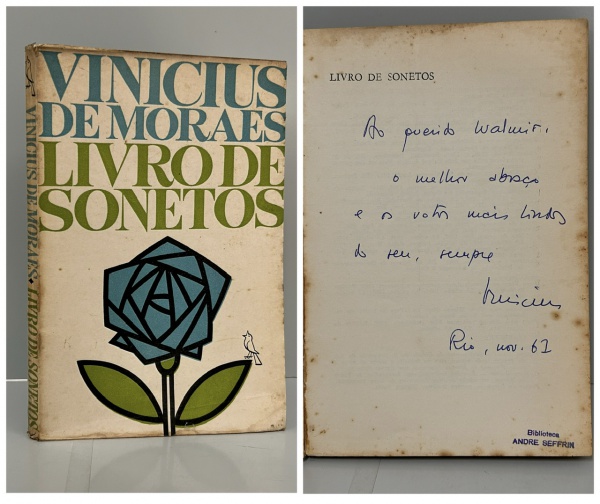 VINICIUS
DE MORAES
LIVRO DE
SONETOS
VINICIUS DE MORAES • LIVRO DE SONETOS
LIVRO DE SONETOS
Ao querido Walmir,
o melhor abraço
e os votos mais lindos
do seu, sempre
Vinicius
Rio, nov. 61
Biblioteca
ANDRE SEFFRIN